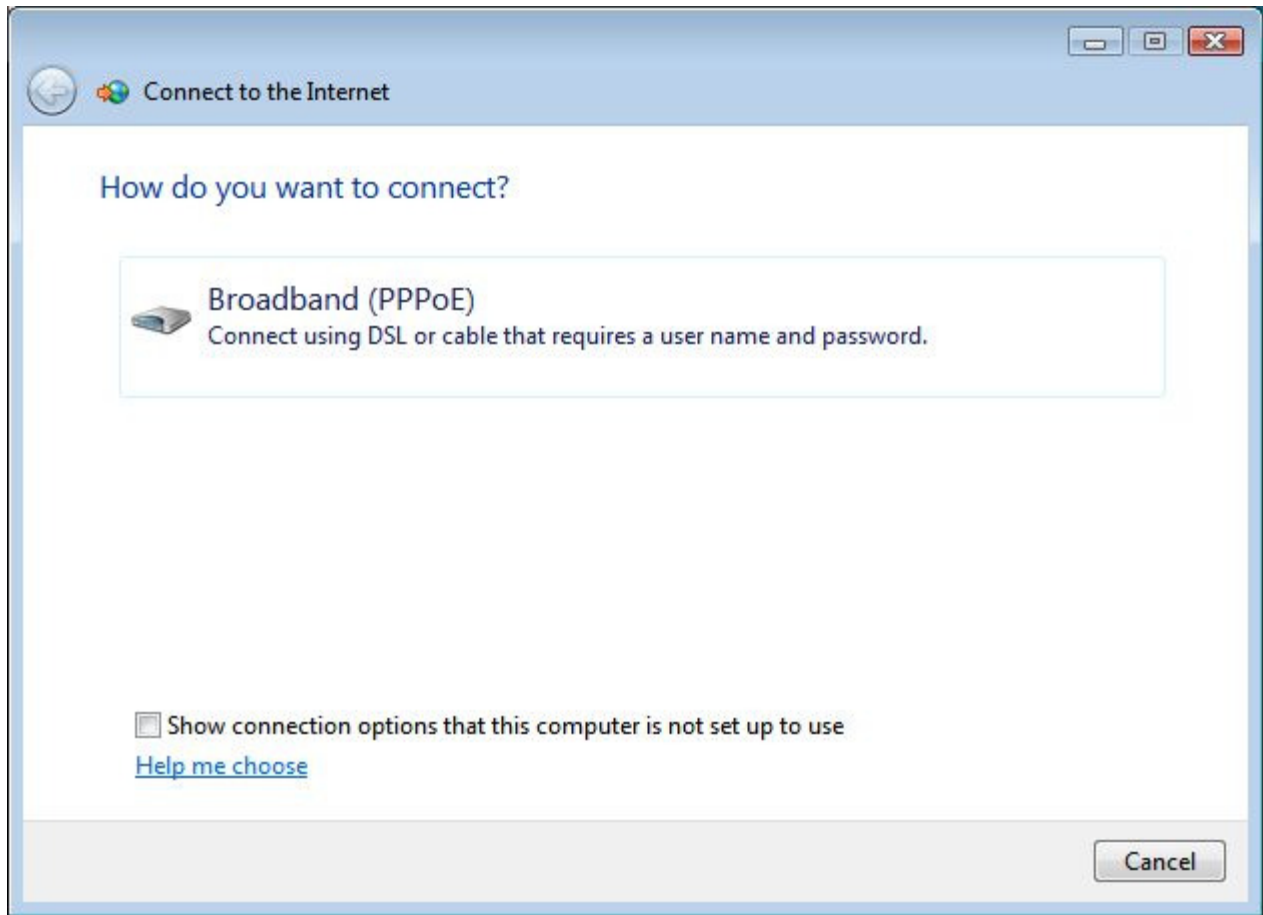 Connect to the Internet
How do you want to connect?
Broadband (PPPoE)
Connect using DSL or cable that requires a user name and password.
Show connection options that this computer is not set up to use
Help me choose
Cancel